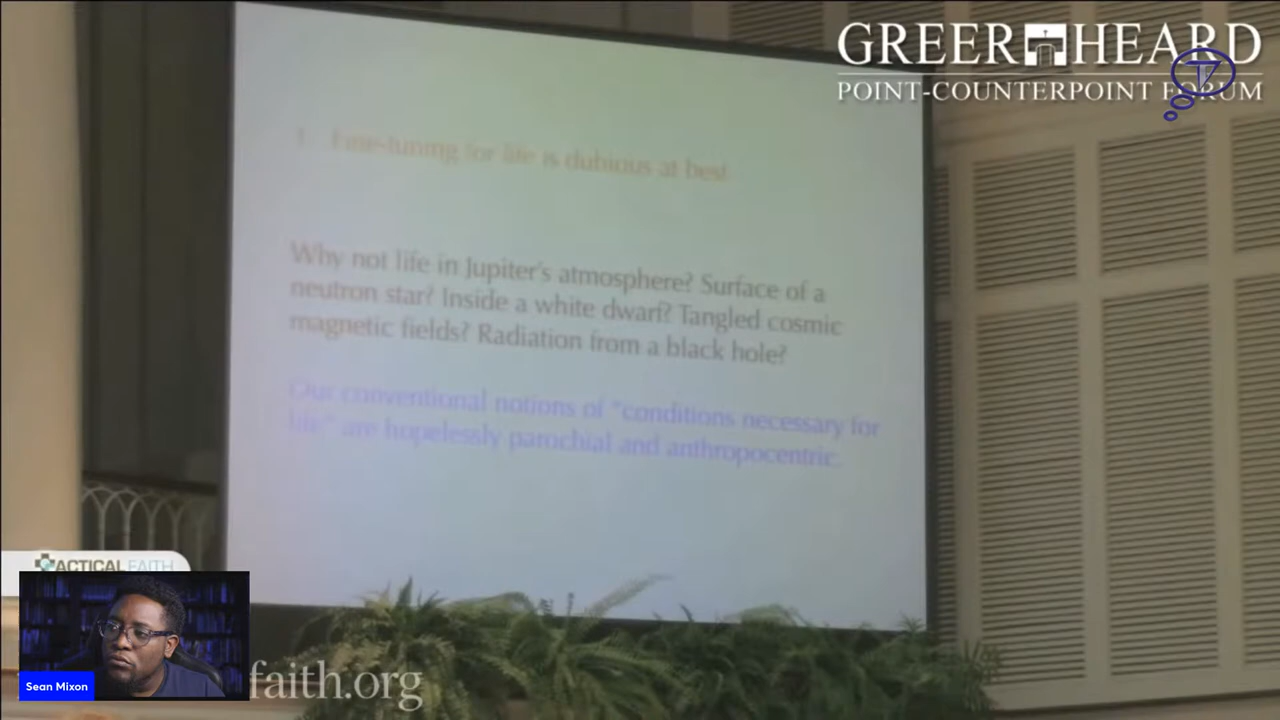 GREER HEARD
POINT-COUNTERPOINT FORUM
1. Fine-tuning for life is dubious at best.
Why not life in Jupiter's atmosphere? Surface of a
neutron star? Inside a white dwarf? Tangled cosmic
magnetic fields? Radiation from a black hole?
Our conventional notions of "conditions necessary for
life" are hopelessly parochial and anthropocentric.
ACTICAL FAITH
Sean Mixon
faith.org